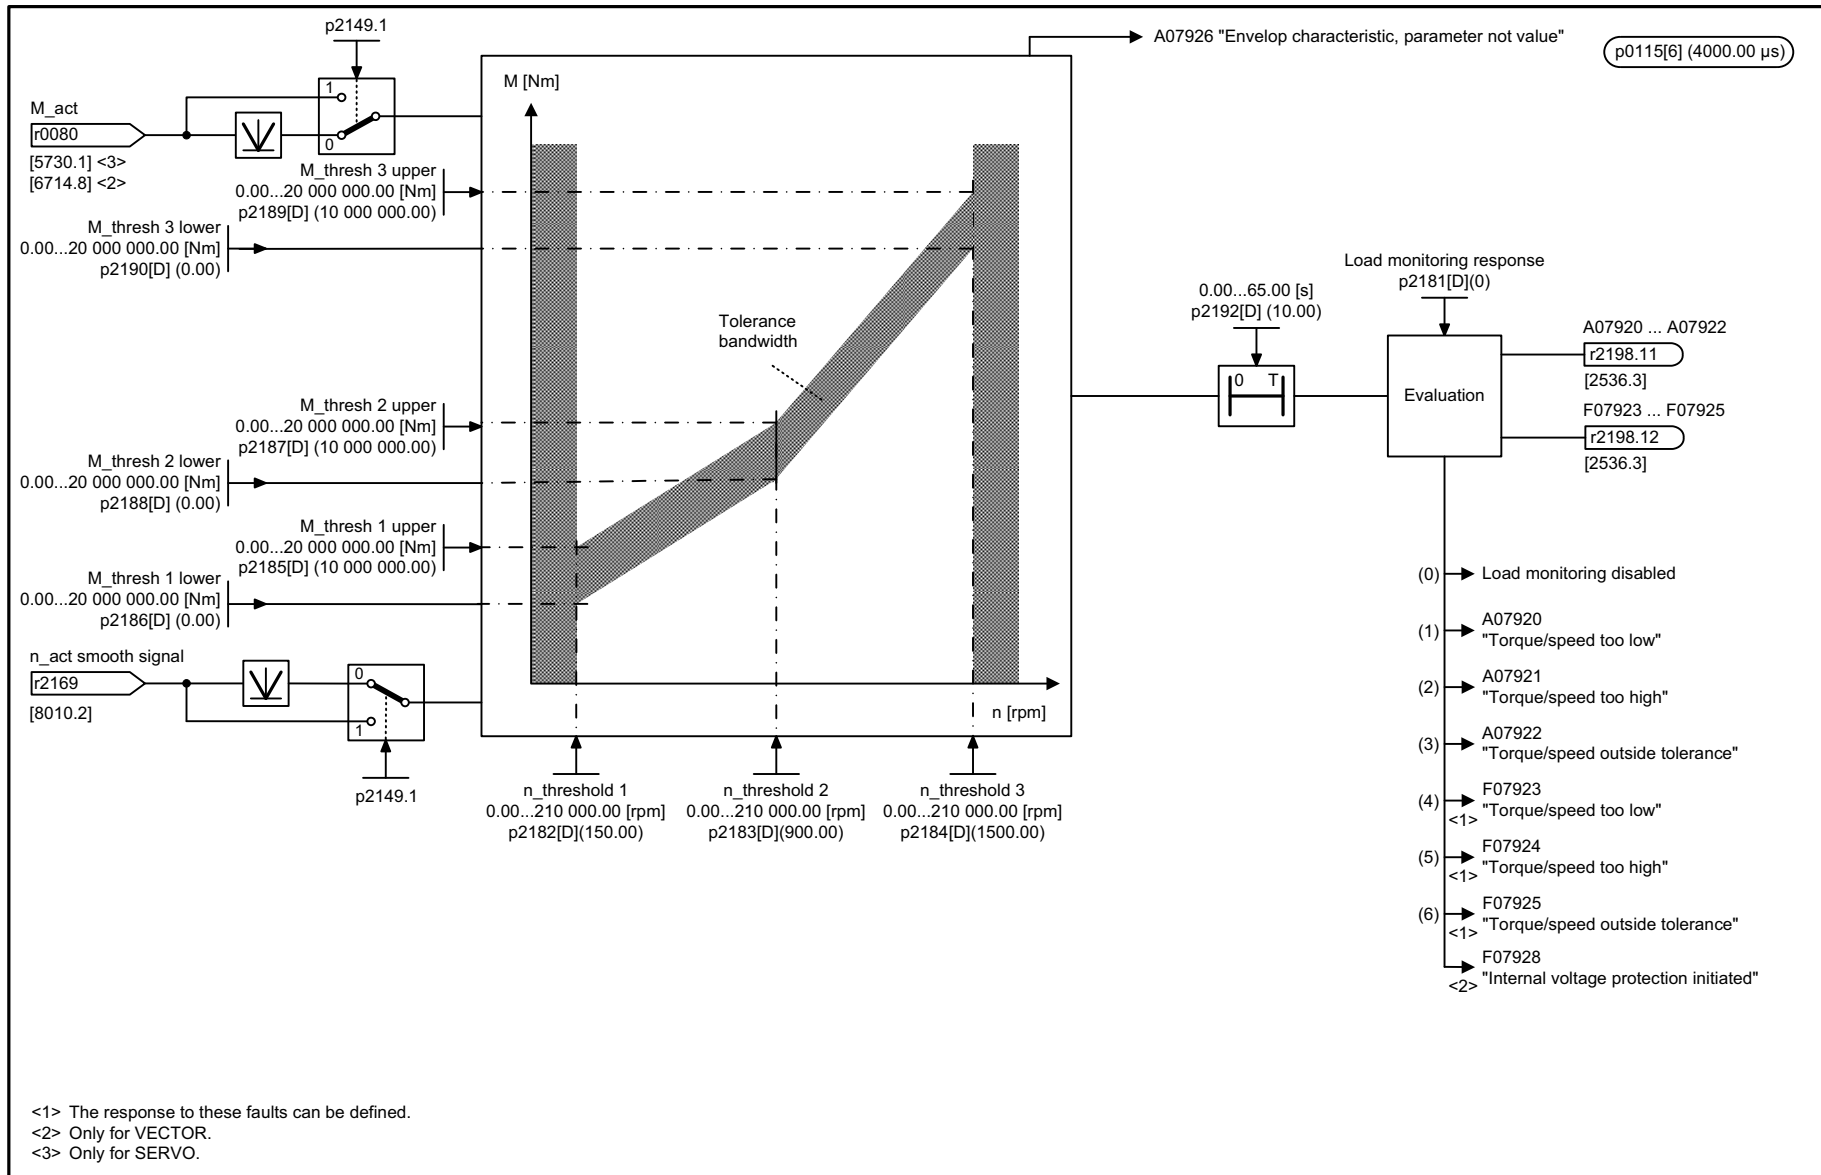 p2149.1
A07926 "Envelop characteristic, parameter not value"
p0115[6] (4000.00 µs)
M_act
r0080
[5730.1] <3>
[6714.8] <2>
1
0
M_thresh 3 upper
0.00...20 000 000.00 [Nm]
p2189[D] (10 000 000.00)
M_thresh 3 lower
0.00...20 000 000.00 [Nm]
p2190[D] (0.00)
M_thresh 2 upper
0.00...20 000 000.00 [Nm]
p2187[D] (10 000 000.00)
M_thresh 2 lower
0.00...20 000 000.00 [Nm]
p2188[D] (0.00)
M_thresh 1 upper
0.00...20 000 000.00 [Nm]
p2185[D] (10 000 000.00)
M_thresh 1 lower
0.00...20 000 000.00 [Nm]
p2186[D] (0.00)
n_act smooth signal
r2169
[8010.2]
0
1
p2149.1
M [Nm]
Tolerance
bandwidth
n [rpm]
n_threshold 1
0.00...210 000.00 [rpm]
p2182[D](150.00)
n_threshold 2
0.00...210 000.00 [rpm]
p2183[D](900.00)
n_threshold 3
0.00...210 000.00 [rpm]
p2184[D](1500.00)
0.00...65.00 [s]
p2192[D] (10.00)
0 T
Load monitoring response
p2181[D](0)
Evaluation
A07920 ... A07922
r2198.11
[2536.3]
F07923 ... F07925
r2198.12
[2536.3]
(0) Load monitoring disabled
(1) A07920
"Torque/speed too low"
(2) A07921
"Torque/speed too high"
(3) A07922
"Torque/speed outside tolerance"
(4) F07923
<1> "Torque/speed too low"
(5) F07924
<1> "Torque/speed too high"
(6) F07925
<1> "Torque/speed outside tolerance"
F07928
<2> "Internal voltage protection initiated"
<1> The response to these faults can be defined.
<2> Only for VECTOR.
<3> Only for SERVO.